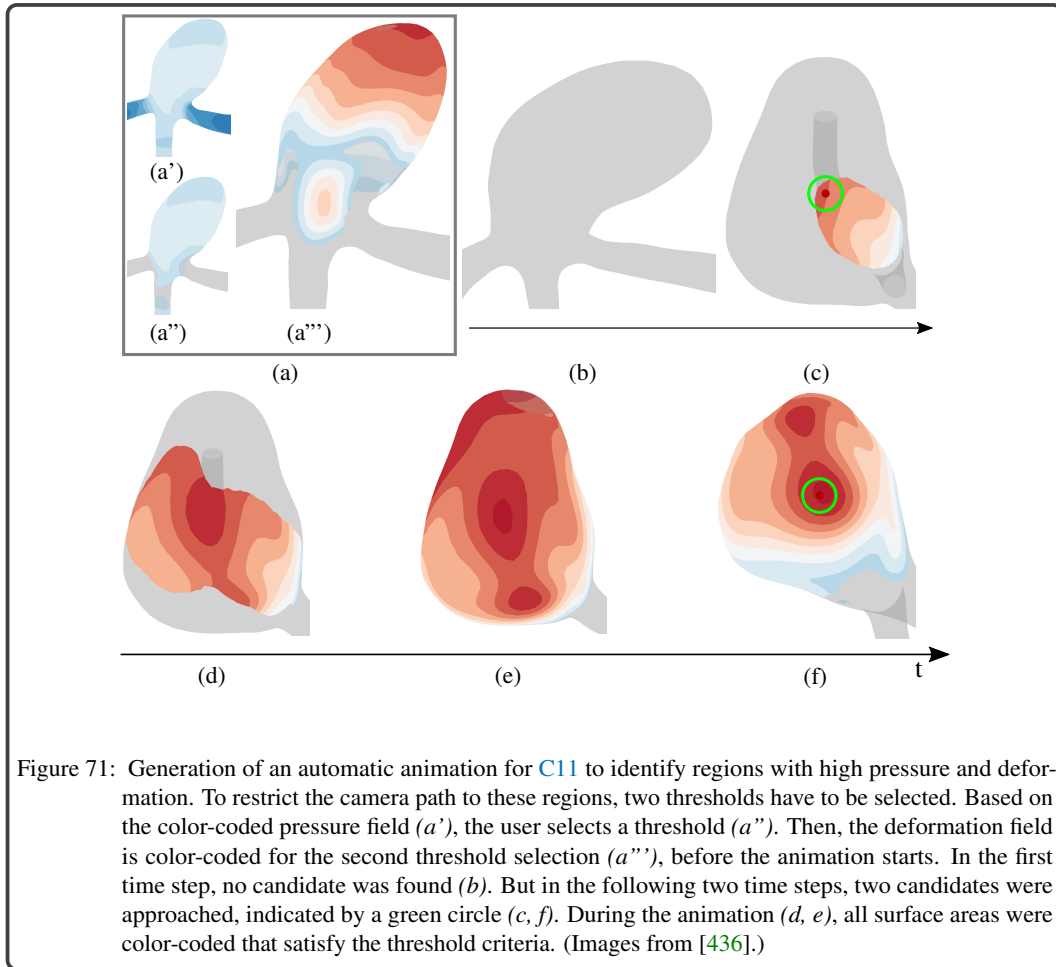 (a')
(a'')
(a''')
(a)
(b)
(c)
(d)
(e)
(f)
t
Figure 71: Generation of an automatic animation for C11 to identify regions with high pressure and defor-
mation. To restrict the camera path to these regions, two thresholds have to be selected. Based on
the color-coded pressure field (a'), the user selects a threshold (a''). Then, the deformation field
is color-coded for the second threshold selection (a'''), before the animation starts. In the first
time step, no candidate was found (b). But in the following two time steps, two candidates were
approached, indicated by a green circle (c, f). During the animation (d, e), all surface areas were
color-coded that satisfy the threshold criteria. (Images from [436].)